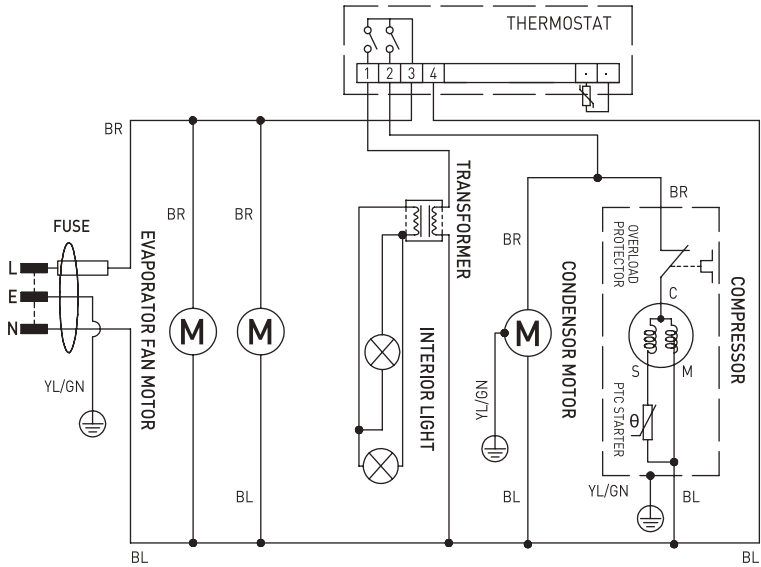 THERMOSTAT
1 2 3 4
BR
FUSE
L
E
N
YL/GN
EVAPORATOR FAN MOTOR
BR
BR
M
M
BL
BL
TRANSFORMER
INTERIOR LIGHT
BR
M
YL/GN
CONDENSOR MOTOR
BL
BR
OVERLOAD
PROTECTOR
C
S
M
θ
PTC STARTER
COMPRESSOR
YL/GN
BL
BL